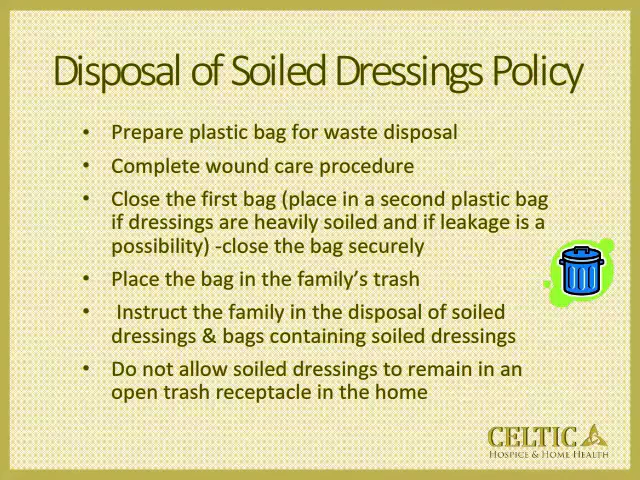 Disposal of Soiled Dressings Policy
• Prepare plastic bag for waste disposal
• Complete wound care procedure
• Close the first bag (place in a second plastic bag
if dressings are heavily soiled and if leakage is a
possibility) -close the bag securely
• Place the bag in the family's trash
• Instruct the family in the disposal of soiled
dressings & bags containing soiled dressings
• Do not allow soiled dressings to remain in an
open trash receptacle in the home
CELTIC
HOSPICE & HOME HEALTH